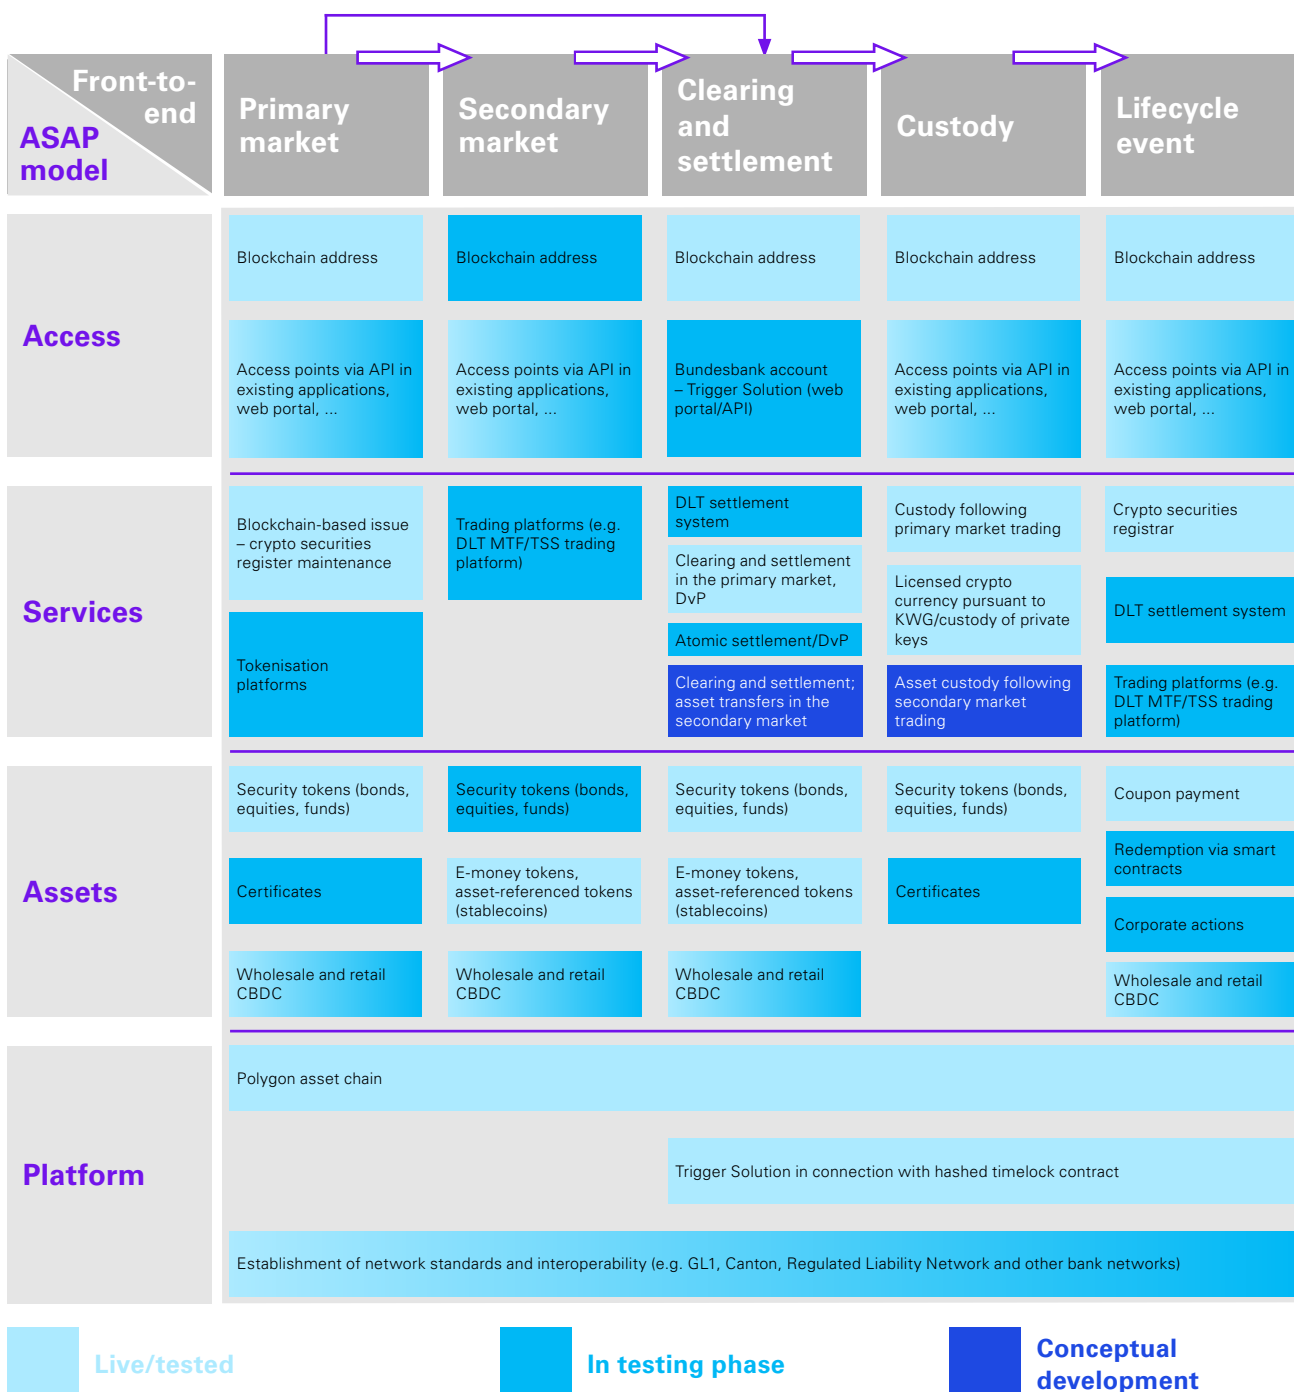 Front-to-
end
ASAP
model
Primary
market
Secondary
market
Clearing
and
settlement
Custody
Lifecycle
event
Access
Blockchain address
Blockchain address
Blockchain address
Blockchain address
Blockchain address
Access points via API in
existing applications,
web portal, ...
Access points via API in
existing applications,
web portal, ...
Bundesbank account
– Trigger Solution (web
portal/API)
Access points via API in
existing applications,
web portal, ...
Access points via API in
existing applications,
web portal, ...
Services
Blockchain-based issue
– crypto securities
register maintenance
Tokenisation
platforms
Trading platforms (e.g.
DLT MTF/TSS trading
platform)
DLT settlement
system
Clearing and settlement
in the primary market,
DvP
Atomic settlement/DvP
Clearing and settlement;
asset transfers in the
secondary market
Custody following
primary market trading
Licensed crypto
currency pursuant to
KWG/custody of private
keys
Asset custody following
secondary market
trading
Crypto securities
registrar
DLT settlement system
Trading platforms (e.g.
DLT MTF/TSS trading
platform)
Assets
Security tokens (bonds,
equities, funds)
Certificates
Wholesale and retail
CBDC
Security tokens (bonds,
equities, funds)
E-money tokens,
asset-referenced tokens
(stablecoins)
Wholesale and retail
CBDC
Security tokens (bonds,
equities, funds)
E-money tokens,
asset-referenced tokens
(stablecoins)
Wholesale and retail
CBDC
Security tokens (bonds,
equities, funds)
Certificates
Coupon payment
Redemption via smart
contracts
Corporate actions
Wholesale and retail
CBDC
Platform
Polygon asset chain
Trigger Solution in connection with hashed timelock contract
Establishment of network standards and interoperability (e.g. GL1, Canton, Regulated Liability Network and other bank networks)
Live/tested
In testing phase
Conceptual
development